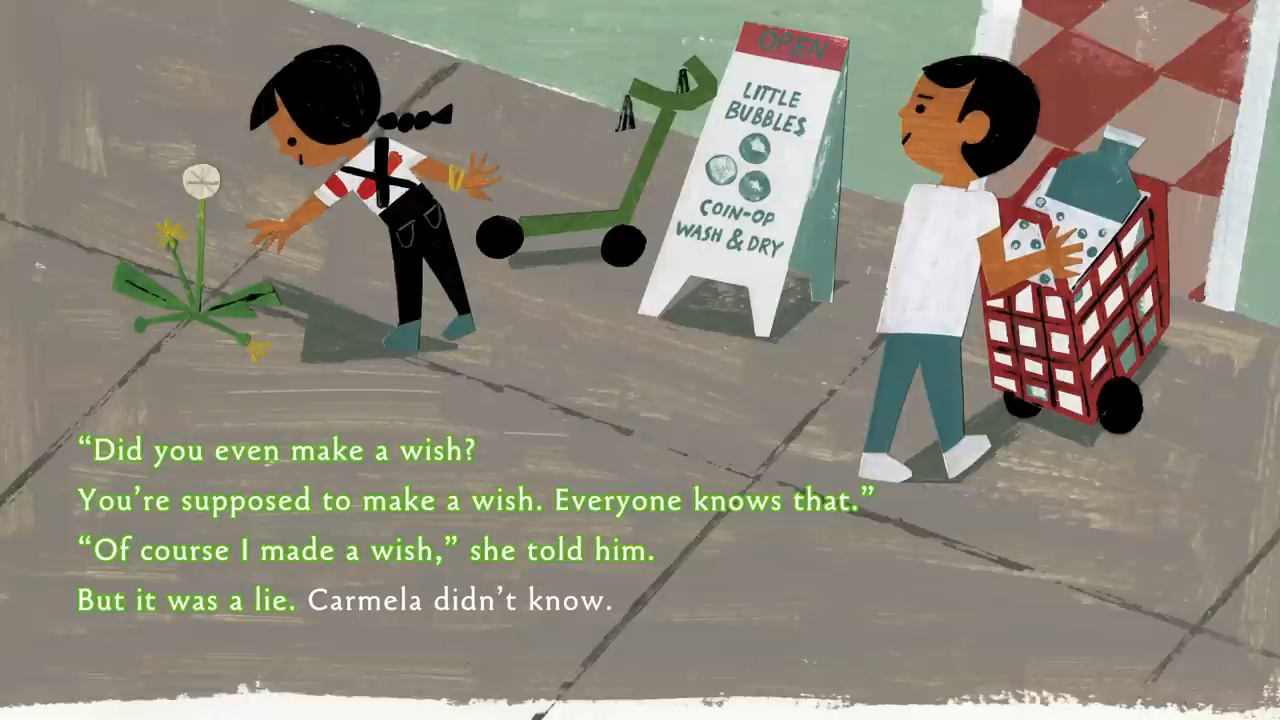 OPEN
LITTLE
BUBBLES
COIN-OP
WASH & DRY
“Did you even make a wish?
You’re supposed to make a wish. Everyone knows that.”
“Of course I made a wish,” she told him.
But it was a lie. Carmela didn’t know.